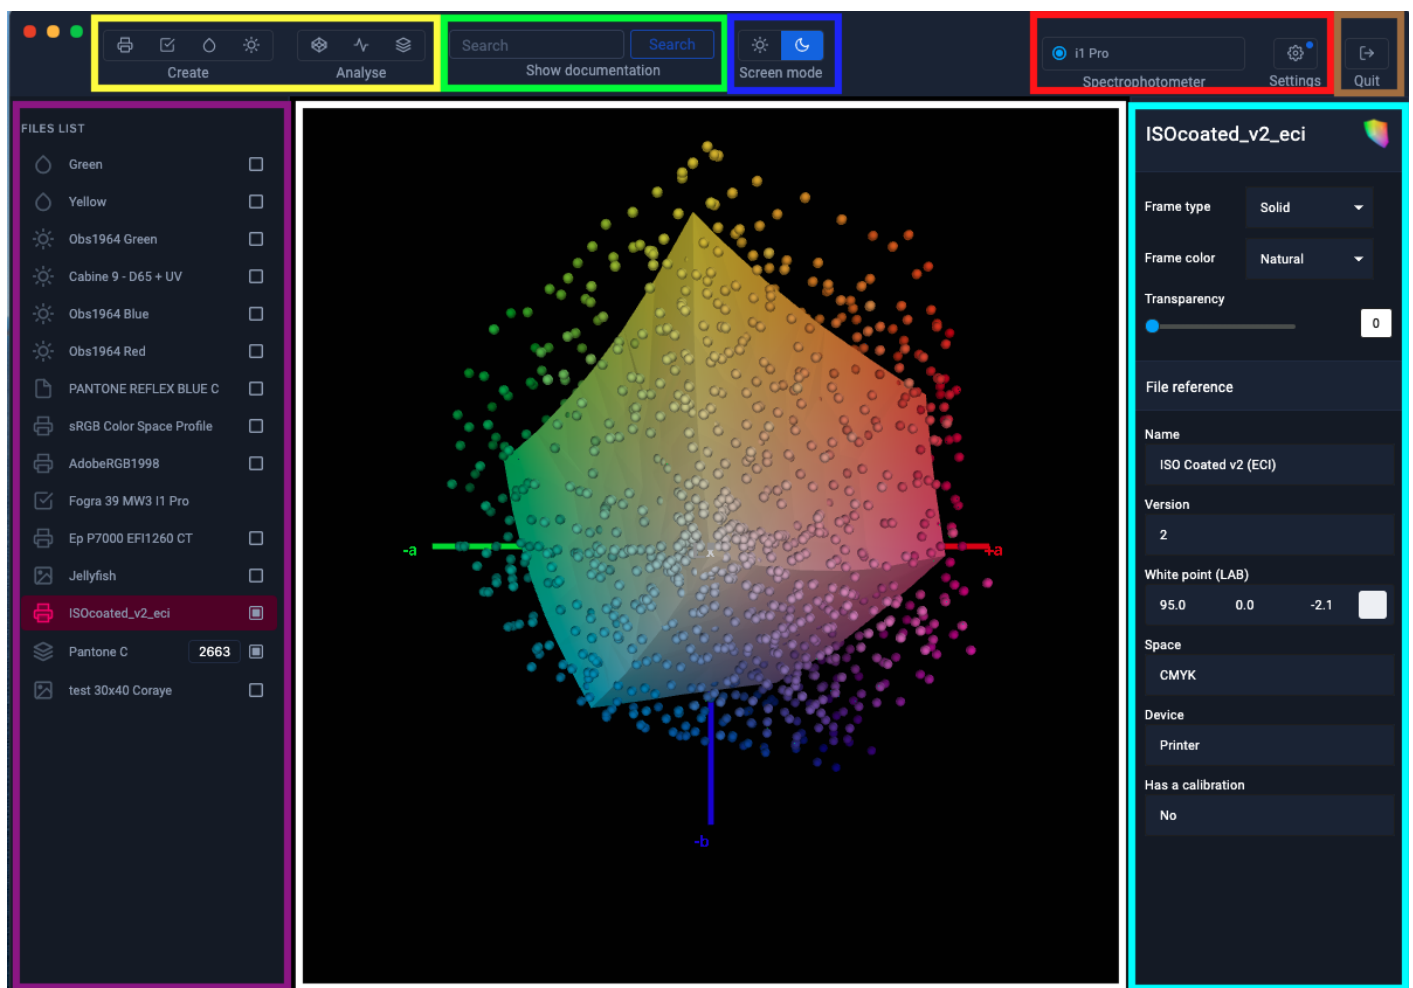 Search
Search
i1 Pro
Create
Analyse
Show documentation
Screen mode
Spectrophotometer
Settings
Quit
FILES LIST
Green
Yellow
Obs1964 Green
Cabine 9 - D65 + UV
Obs1964 Blue
Obs1964 Red
PANTONE REFLEX BLUE C
sRGB Color Space Profile
AdobeRGB1998
Fogra 39 MW3 I1 Pro
Ep P7000 EFI1260 CT
Jellyfish
ISOcoated_v2_eci
Pantone C 2663
test 30x40 Coraye
-a
+a
-b
ISOcoated_v2_eci
Frame type Solid
Frame color Natural
Transparency
0
File reference
Name
ISO Coated v2 (ECI)
Version
2
White point (LAB)
95.0 0.0 -2.1
Space
CMYK
Device
Printer
Has a calibration
No